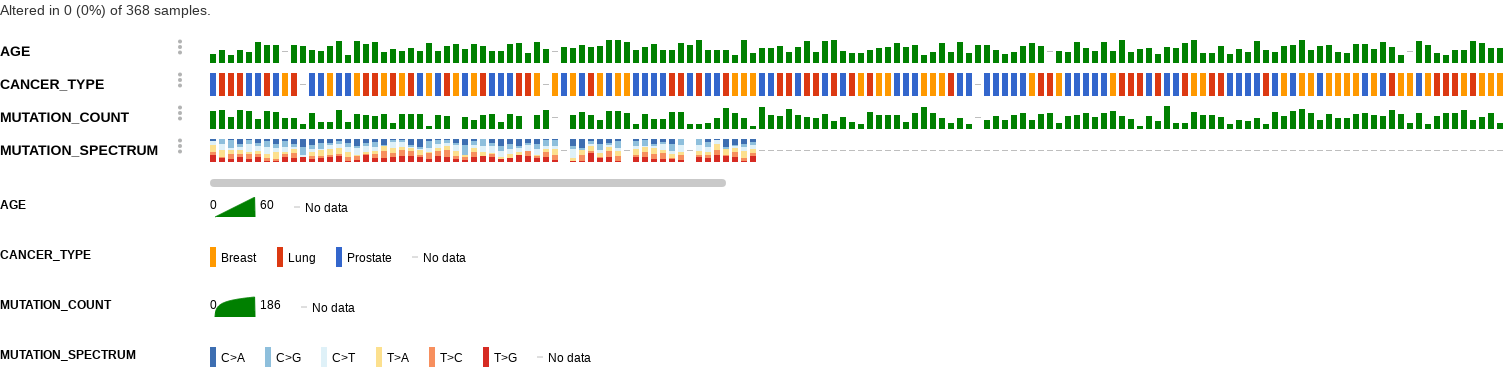 Altered in 0 (0%) of 368 samples.
AGE
CANCER_TYPE
MUTATION_COUNT
MUTATION_SPECTRUM
AGE 0 60 No data
CANCER_TYPE Breast Lung Prostate No data
MUTATION_COUNT 0 186 No data
MUTATION_SPECTRUM C>A C>G C>T T>A T>C T>G No data